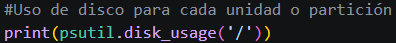 #Uso de disco para cada unidad o partición
print(psutil.disk_usage('/'))